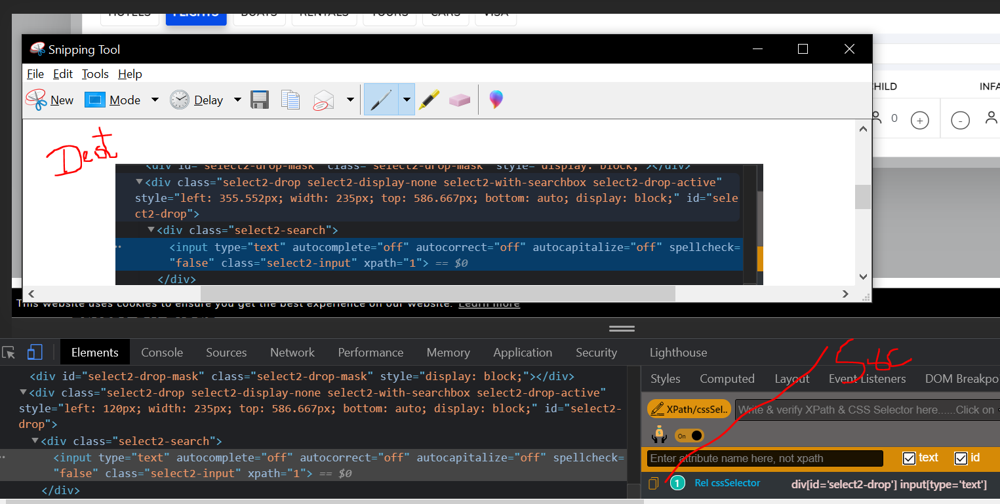 HOTELS FLIGHTS BOATS RENTALS TOURS CARS VISA
Snipping Tool
File Edit Tools Help
New Mode Delay
CHILD INFA
0 + -
Dest
<div id="select2-drop-mask" class="select2-drop-mask" style="display: block;"></div>
<div class="select2-drop select2-display-none select2-with-searchbox select2-drop-active"
style="left: 355.552px; width: 235px; top: 586.667px; bottom: auto; display: block;" id="sele
ct2-drop">
<div class="select2-search">
<input type="text" autocomplete="off" autocorrect="off" autocapitalize="off" spellcheck=
"false" class="select2-input" xpath="1"> == $0
</div>
This website uses cookies to ensure you get the best experience on our website. Learn more
Elements Console Sources Network Performance Memory Application Security Lighthouse
<div id="select2-drop-mask" class="select2-drop-mask" style="display: block;"></div>
<div class="select2-drop select2-display-none select2-with-searchbox select2-drop-active"
style="left: 120px; width: 235px; top: 586.667px; bottom: auto; display: block;" id="select2-
drop">
<div class="select2-search">
<input type="text" autocomplete="off" autocorrect="off" autocapitalize="off" spellcheck=
"false" class="select2-input" xpath="1"> == $0
</div>
Styles Computed Layout Event Listeners DOM Breakpo
XPath/cssSel.. Write & verify XPath & CSS Selector here......Click on
On
Enter attribute name here, not xpath text id
1 Rel cssSelector div[id='select2-drop'] input[type='text']